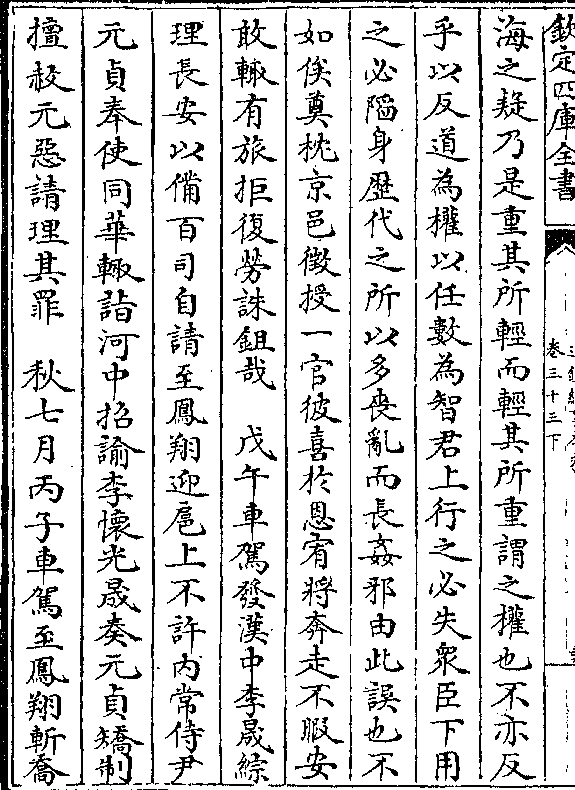 欽定四庫全書
卷三十三下
海之疑乃是重其所輕而輕其所重謂之權也不亦反
乎以反道為權以任數為智君上行之必失衆臣下用
之必陷身歴代之所以多喪亂而長姦邪由此誤也不
如俟奠枕京邑徴授一官彼喜於恩宥將奔走不暇安
敢輙有旅拒復勞誅鉏哉　戊午車駕發漢中李晟綜
理長安以備百司自請至鳳翔迎扈上不許内常侍尹
元貞奉使同華輙詣河中招諭李懷光晟奏元貞矯制
擅赦元惡請理其罪　秋七月丙子車駕至鳳翔斬喬